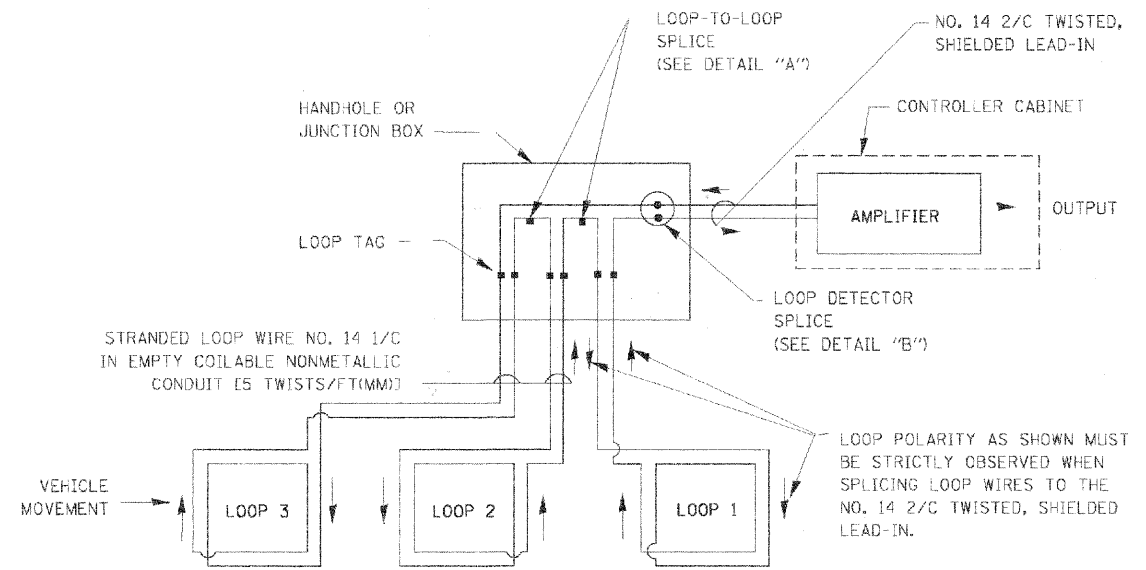 LOOP-TO-LOOP
SPLICE
(SEE DETAIL "A")
NO. 14 2/C TWISTED,
SHIELDED LEAD-IN
HANDHOLE OR
JUNCTION BOX
CONTROLLER CABINET
AMPLIFIER
OUTPUT
LOOP TAG
LOOP DETECTOR
SPLICE
(SEE DETAIL "B")
STRANDED LOOP WIRE NO. 14 1/C
IN EMPTY COILABLE NONMETALLIC
CONDUIT [5 TWISTS/FT(MM)]
LOOP POLARITY AS SHOWN MUST
BE STRICTLY OBSERVED WHEN
SPLICING LOOP WIRES TO THE
NO. 14 2/C TWISTED, SHIELDED
LEAD-IN.
VEHICLE
MOVEMENT
LOOP 3
LOOP 2
LOOP 1